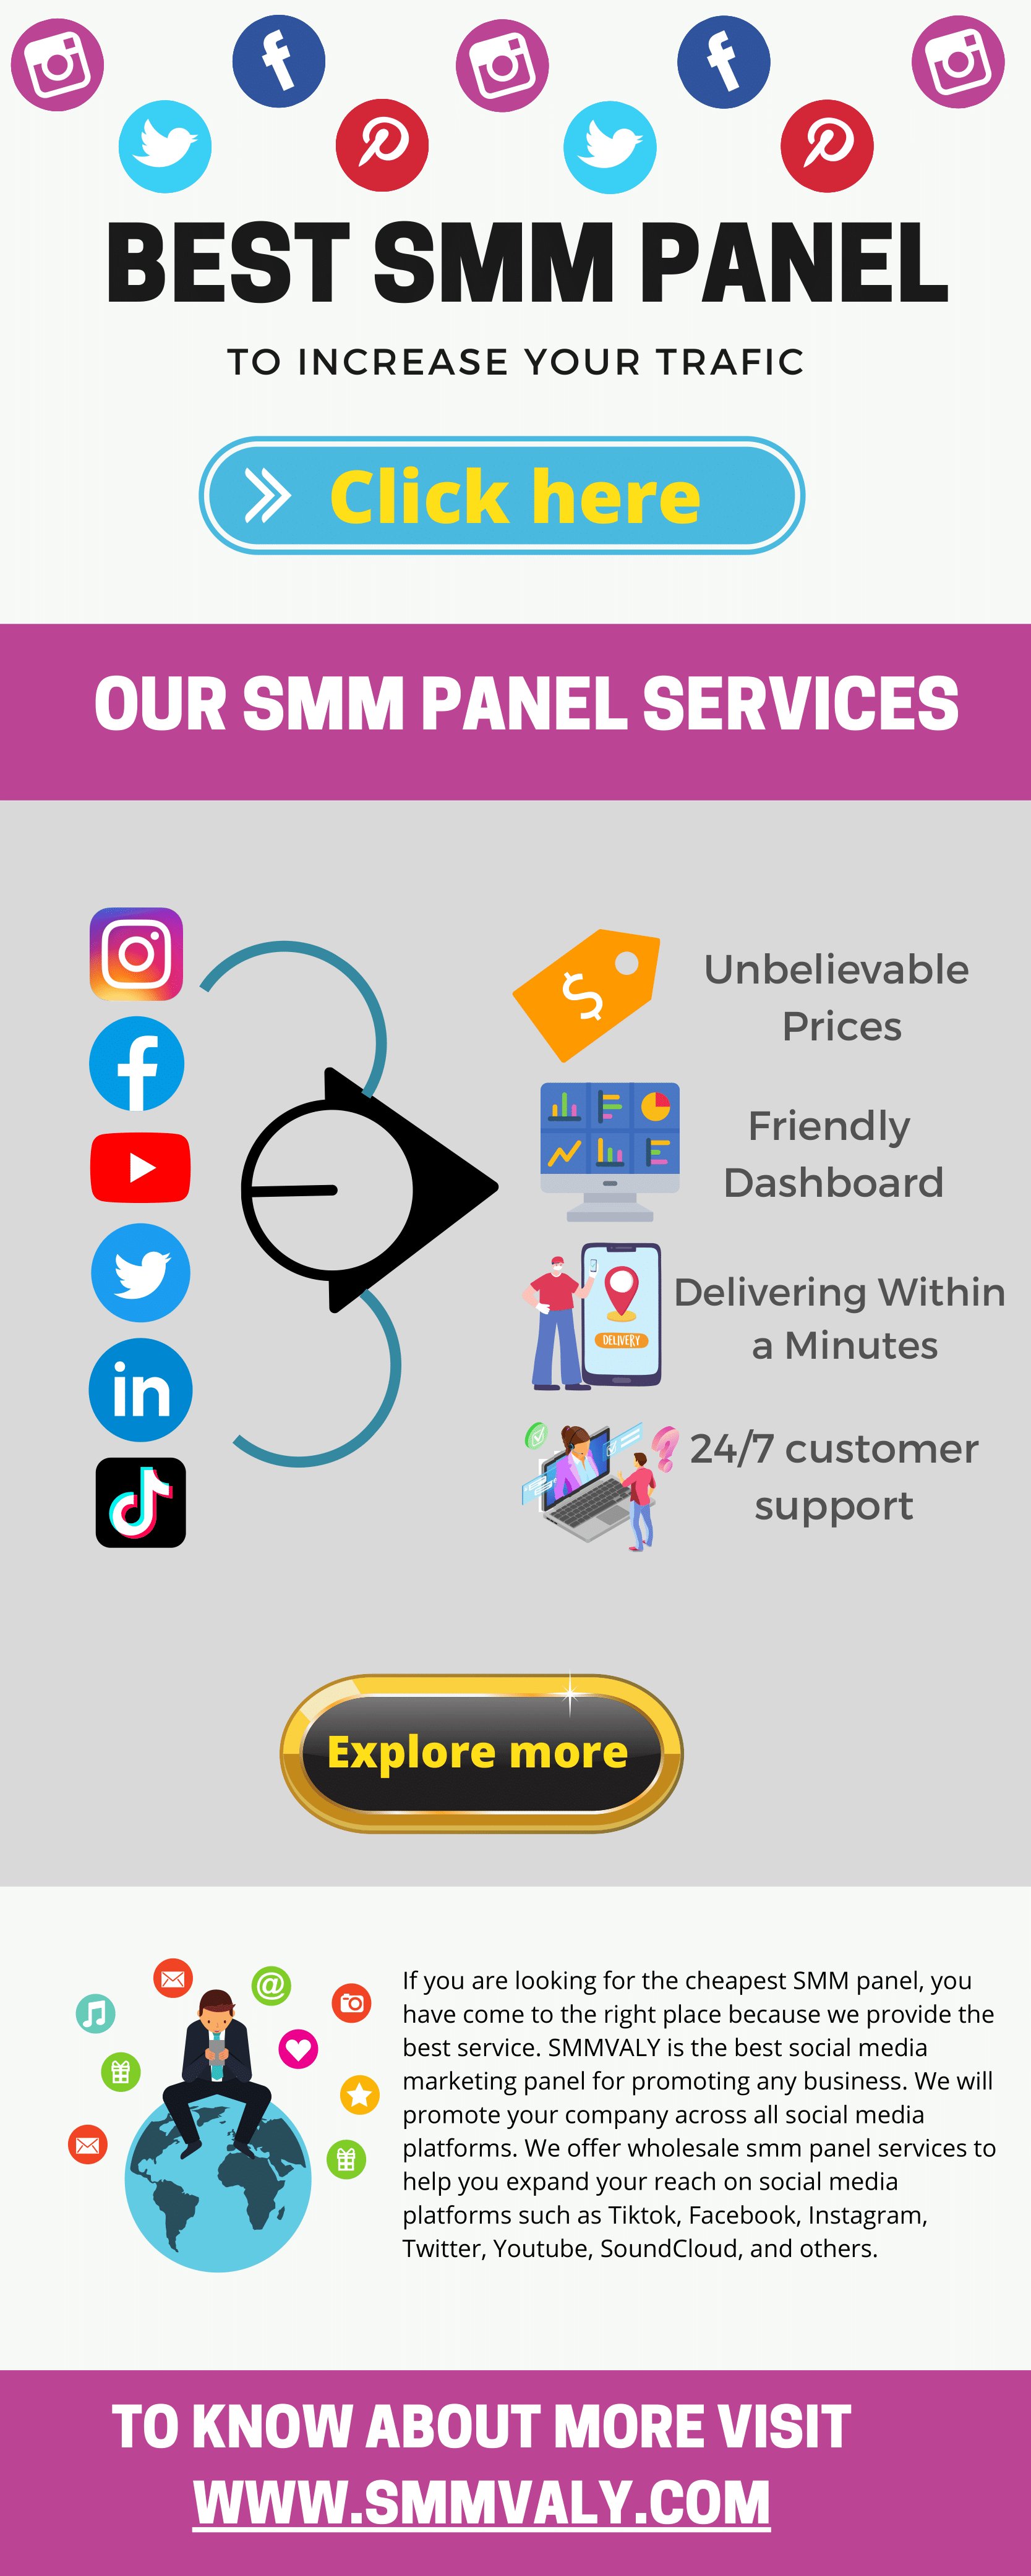 BEST SMM PANEL
TO INCREASE YOUR TRAFIC
Click here
OUR SMM PANEL SERVICES
Unbelievable
Prices
Friendly
Dashboard
DELIVERY
Delivering Within
a Minutes
24/7 customer
support
in
Explore more
If you are looking for the cheapest SMM panel, you
have come to the right place because we provide the
best service. SMMVALY is the best social media
marketing panel for promoting any business. We will
promote your company across all social media
platforms. We offer wholesale smm panel services to
help you expand your reach on social media
platforms such as Tiktok, Facebook, Instagram,
Twitter, Youtube, SoundCloud, and others.
TO KNOW ABOUT MORE VISIT
WWW.SMMVALY.COM